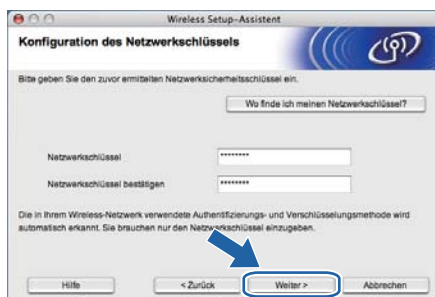 Wireless Setup-Assistent
Konfiguration des Netzwerkschlüssels
Bitte geben Sie den zuvor ermittelten Netzwerksicherheitsschlüssel ein.
Wo finde ich meinen Netzwerkschlüssel?
Netzwerkschlüssel ********
Netzwerkschlüssel bestätigen ********
Die in Ihrem Wireless-Netzwerk verwendete Authentifizierungs- und Verschlüsselungsmethode wird
automatisch erkannt. Sie brauchen nur den Netzwerkschlüssel einzugeben.
Hilfe < Zurück Weiter > Abbrechen